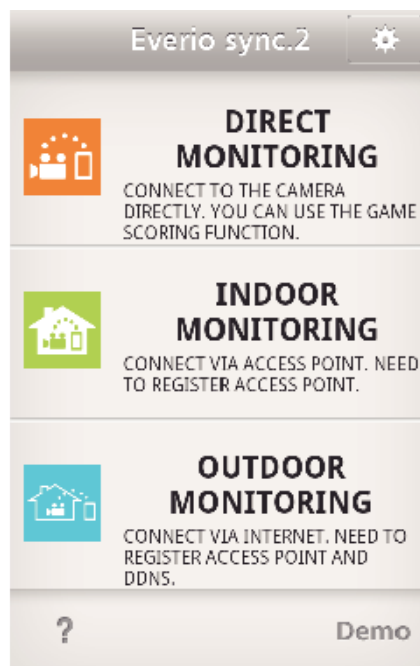 Everio sync.2
DIRECT
MONITORING
CONNECT TO THE CAMERA
DIRECTLY. YOU CAN USE THE GAME
SCORING FUNCTION.
INDOOR
MONITORING
CONNECT VIA ACCESS POINT. NEED
TO REGISTER ACCESS POINT.
OUTDOOR
MONITORING
CONNECT VIA INTERNET. NEED TO
REGISTER ACCESS POINT AND
DDNS.
? Demo